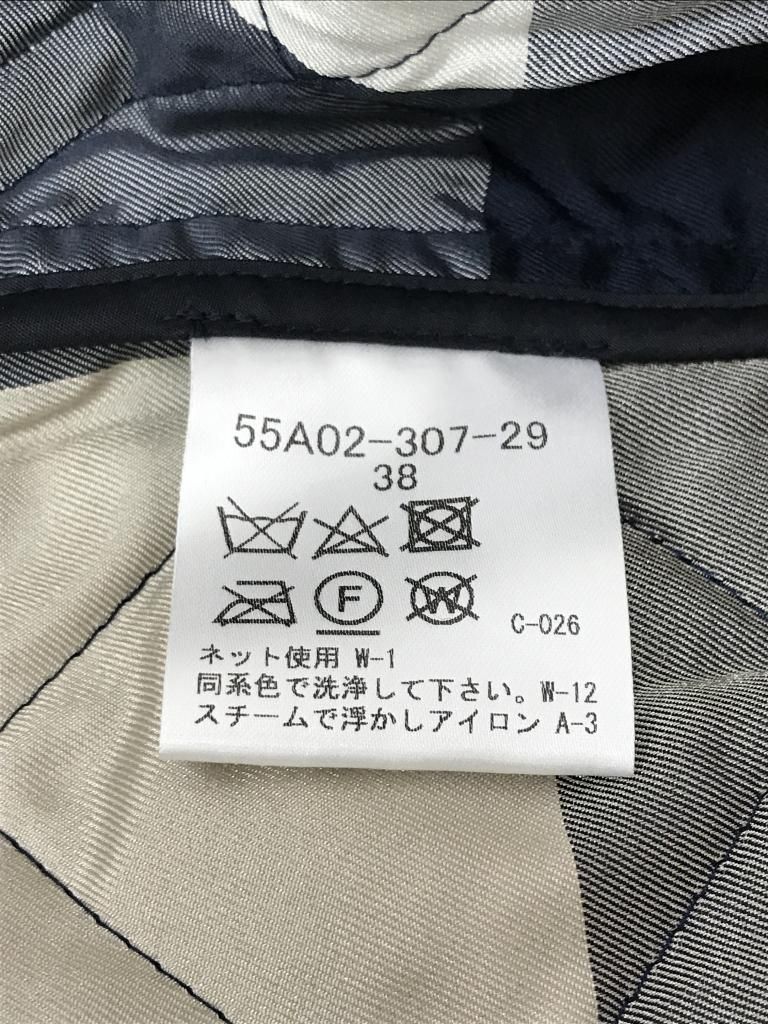 55A02-307-29
38
F W
C-026
ネット使用 W-1
同系色で洗浄して下さい。W-12
スチームで浮かしアイロン A-3